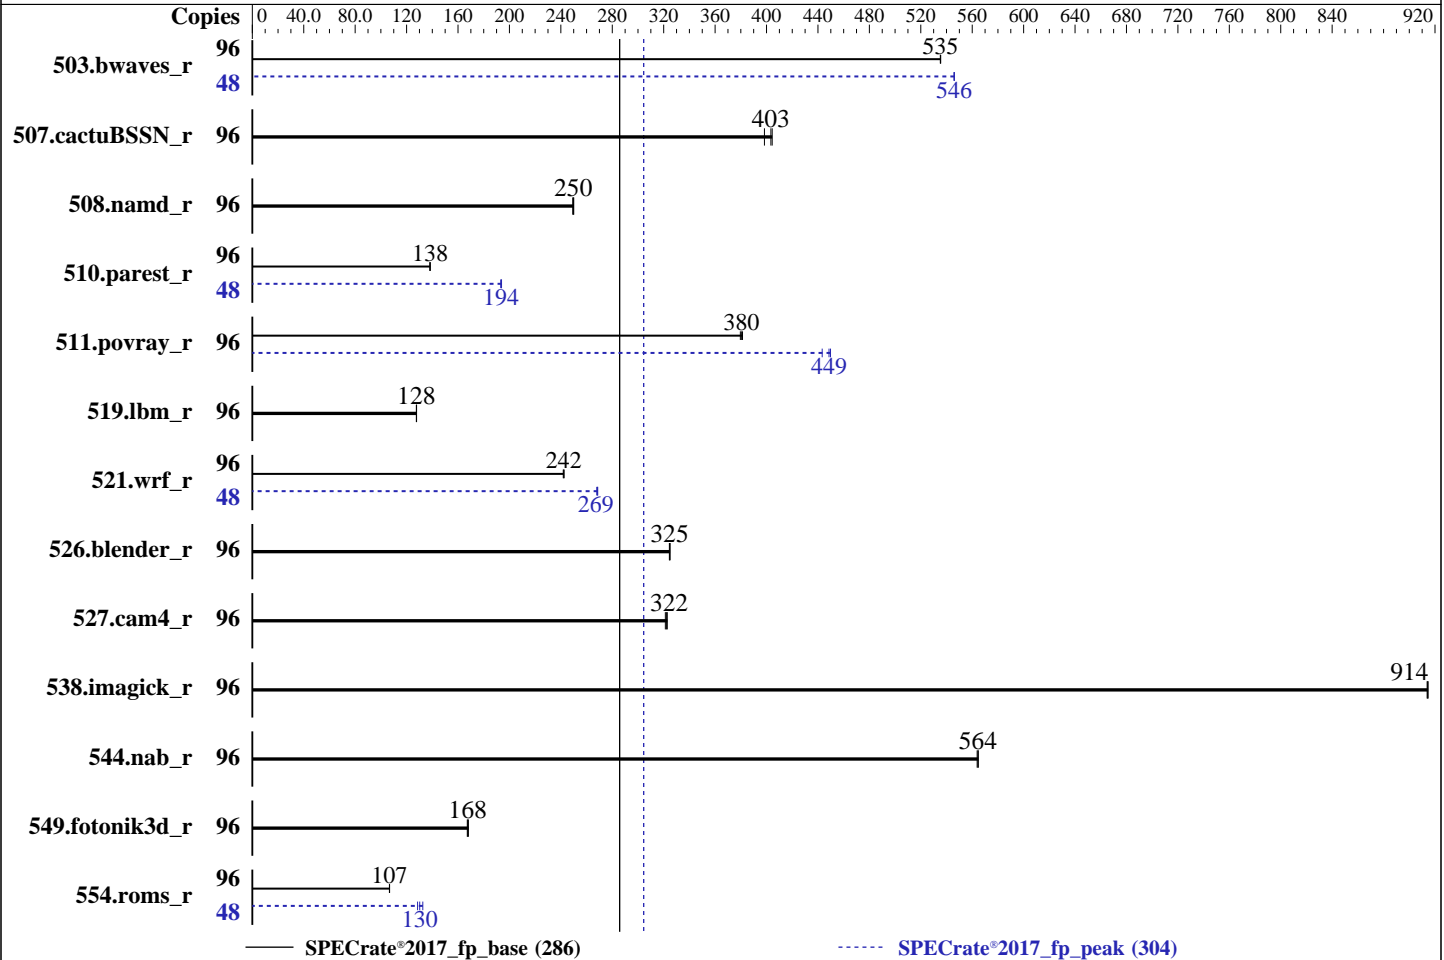 Copies 0 40.0 80.0 120 160 200 240 280 320 360 400 440 480 520 560 600 640 680 720 760 800 840 920
503.bwaves_r 96 535
48 546
507.cactuBSSN_r 96 403
508.namd_r 96 250
510.parest_r 96 138
48 194
511.povray_r 96 380
449
519.lbm_r 96 128
521.wrf_r 96 242
48 269
526.blender_r 96 325
527.cam4_r 96 322
538.imagick_r 96 914
544.nab_r 96 564
549.fotonik3d_r 96 168
554.roms_r 96 107
48 130
SPECrate®2017_fp_base (286) SPECrate®2017_fp_peak (304)